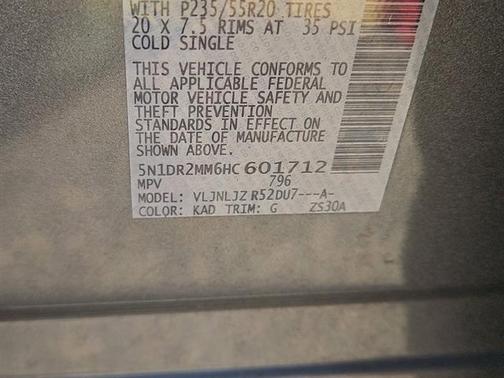 WITH P235/55R20 TIRES
20 X 7.5 RIMS AT 35 PSI
COLD SINGLE
THIS VEHICLE CONFORMS TO
ALL APPLICABLE FEDERAL
MOTOR VEHICLE SAFETY AND
THEFT PREVENTION
STANDARDS IN EFFECT ON
THE DATE OF MANUFACTURE
SHOWN ABOVE.
5N1DR2MM6HC601712
MPV 796
MODEL: VLJNLJZ R52DU7---A-
COLOR: KAD TRIM: G ZS30A